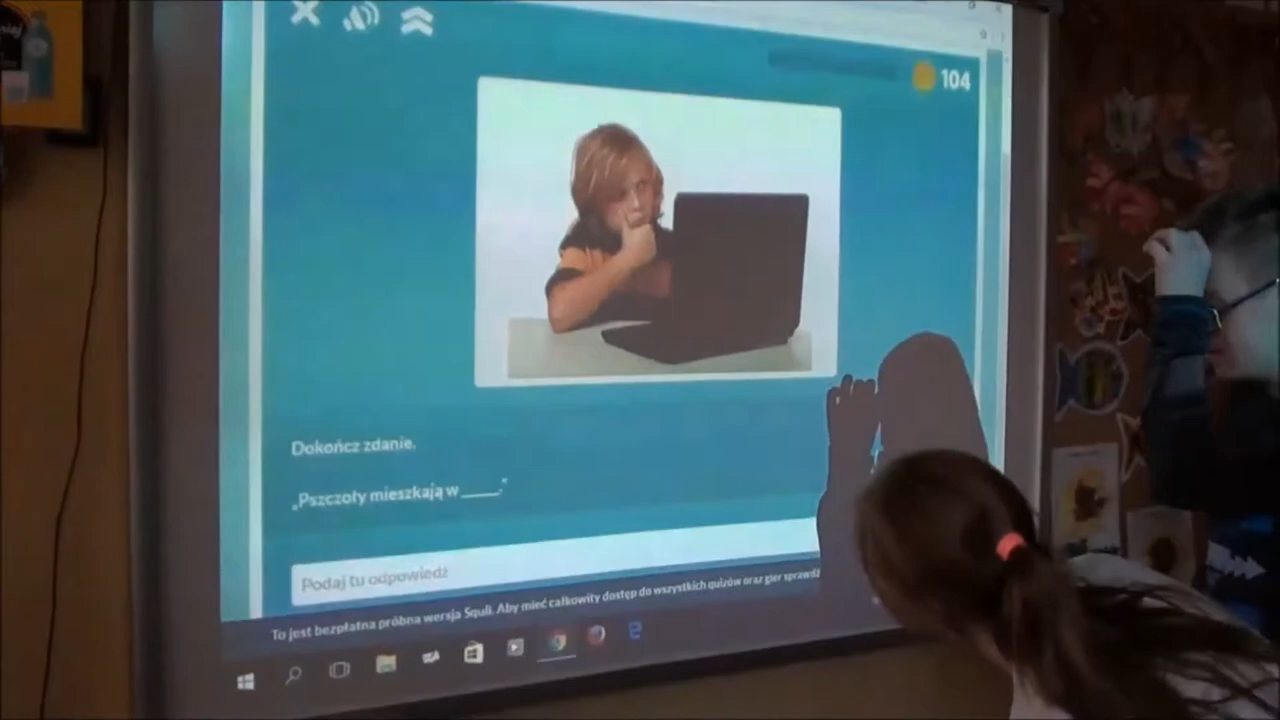 104
Dokończ zdanie.
„Pszczoły mieszkają w _____.”
Podaj tu odpowiedź
To jest bezpłatna próbna wersja Squli. Aby mieć całkowity dostęp do wszystkich quizów oraz gier sprawdź